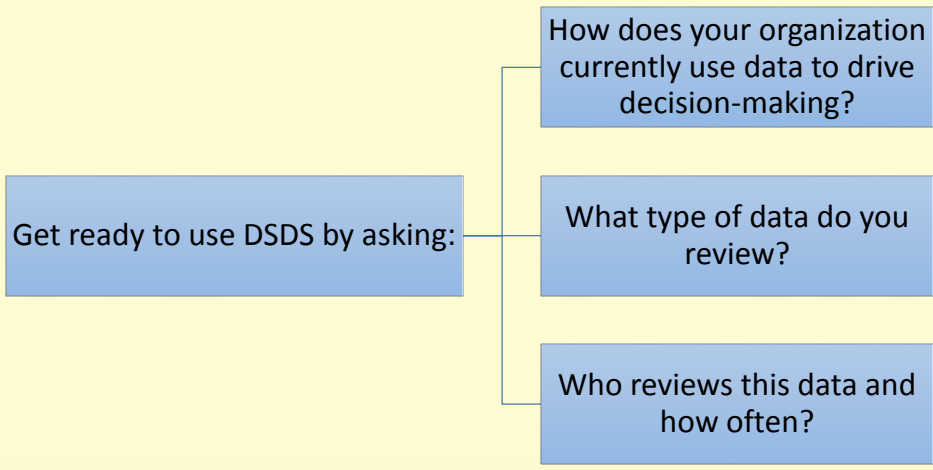 Get ready to use DSDS by asking:
How does your organization
currently use data to drive
decision-making?
What type of data do you
review?
Who reviews this data and
how often?